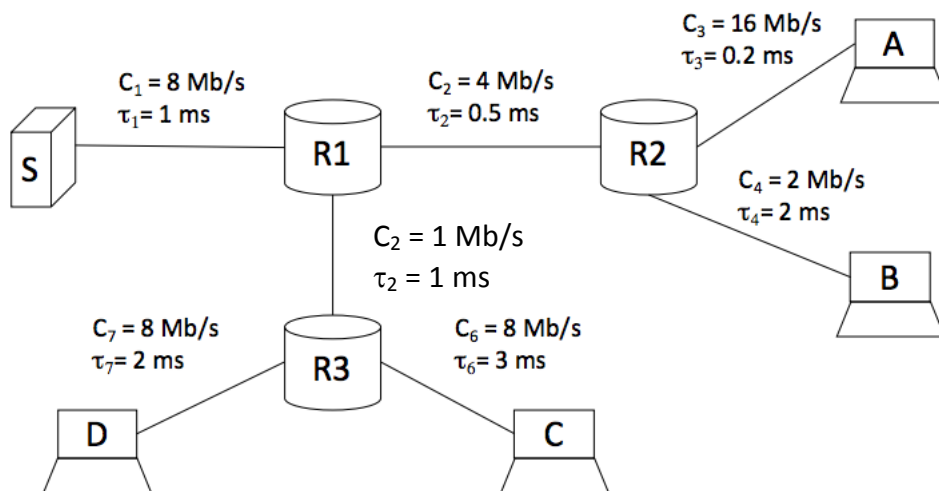 C₃ = 16 Mb/s
τ₃= 0.2 ms
A
C₁ = 8 Mb/s
τ₁= 1 ms
C₂ = 4 Mb/s
τ₂= 0.5 ms
S
R1
R2
C₄ = 2 Mb/s
τ₄= 2 ms
B
C₂ = 1 Mb/s
τ₂ = 1 ms
C₇ = 8 Mb/s
τ₇= 2 ms
R3
C₆ = 8 Mb/s
τ₆= 3 ms
D
C